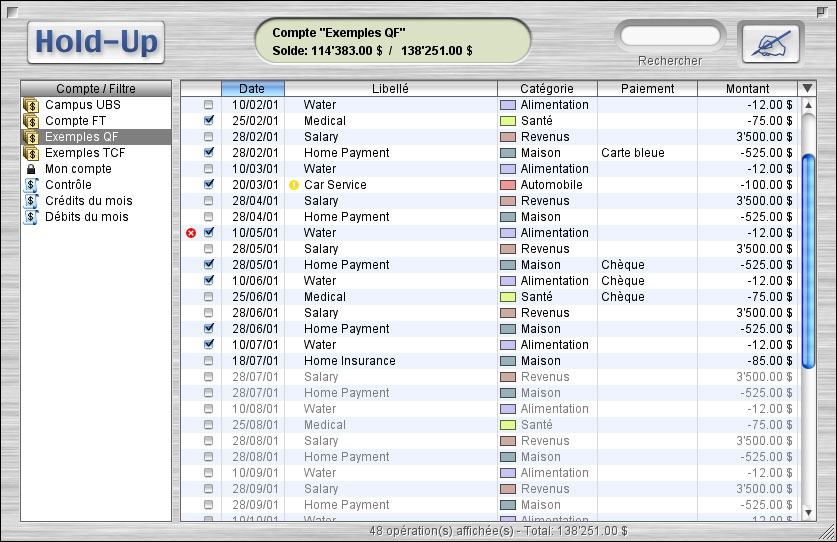 Hold-Up
Compte "Exemples QF"
Solde: 114'383.00 $ / 138'251.00 $
Rechercher
Compte / Filtre
Campus UBS
Compte FT
Exemples QF
Exemples TCF
Mon compte
Contrôle
Crédits du mois
Débits du mois
Date Libellé Catégorie Paiement Montant
10/02/01 Water Alimentation -12.00 $
25/02/01 Medical Santé -75.00 $
28/02/01 Salary Revenus 3'500.00 $
28/02/01 Home Payment Maison Carte bleue -525.00 $
10/03/01 Water Alimentation -12.00 $
20/03/01 Car Service Automobile -100.00 $
28/04/01 Salary Revenus 3'500.00 $
28/04/01 Home Payment Maison -525.00 $
10/05/01 Water Alimentation -12.00 $
28/05/01 Salary Revenus 3'500.00 $
28/05/01 Home Payment Maison Chèque -525.00 $
10/06/01 Water Alimentation Chèque -12.00 $
25/06/01 Medical Santé Chèque -75.00 $
28/06/01 Salary Revenus 3'500.00 $
28/06/01 Home Payment Maison -525.00 $
10/07/01 Water Alimentation -12.00 $
18/07/01 Home Insurance Maison -85.00 $
28/07/01 Salary Revenus 3'500.00 $
28/07/01 Home Payment Maison -525.00 $
10/08/01 Water Alimentation -12.00 $
25/08/01 Medical Santé -75.00 $
28/08/01 Salary Revenus 3'500.00 $
28/08/01 Home Payment Maison -525.00 $
10/09/01 Water Alimentation -12.00 $
28/09/01 Salary Revenus 3'500.00 $
28/09/01 Home Payment Maison -525.00 $
10/10/01 Water Alimentation -12.00 $
48 opération(s) affichée(s) - Total: 138'251.00 $